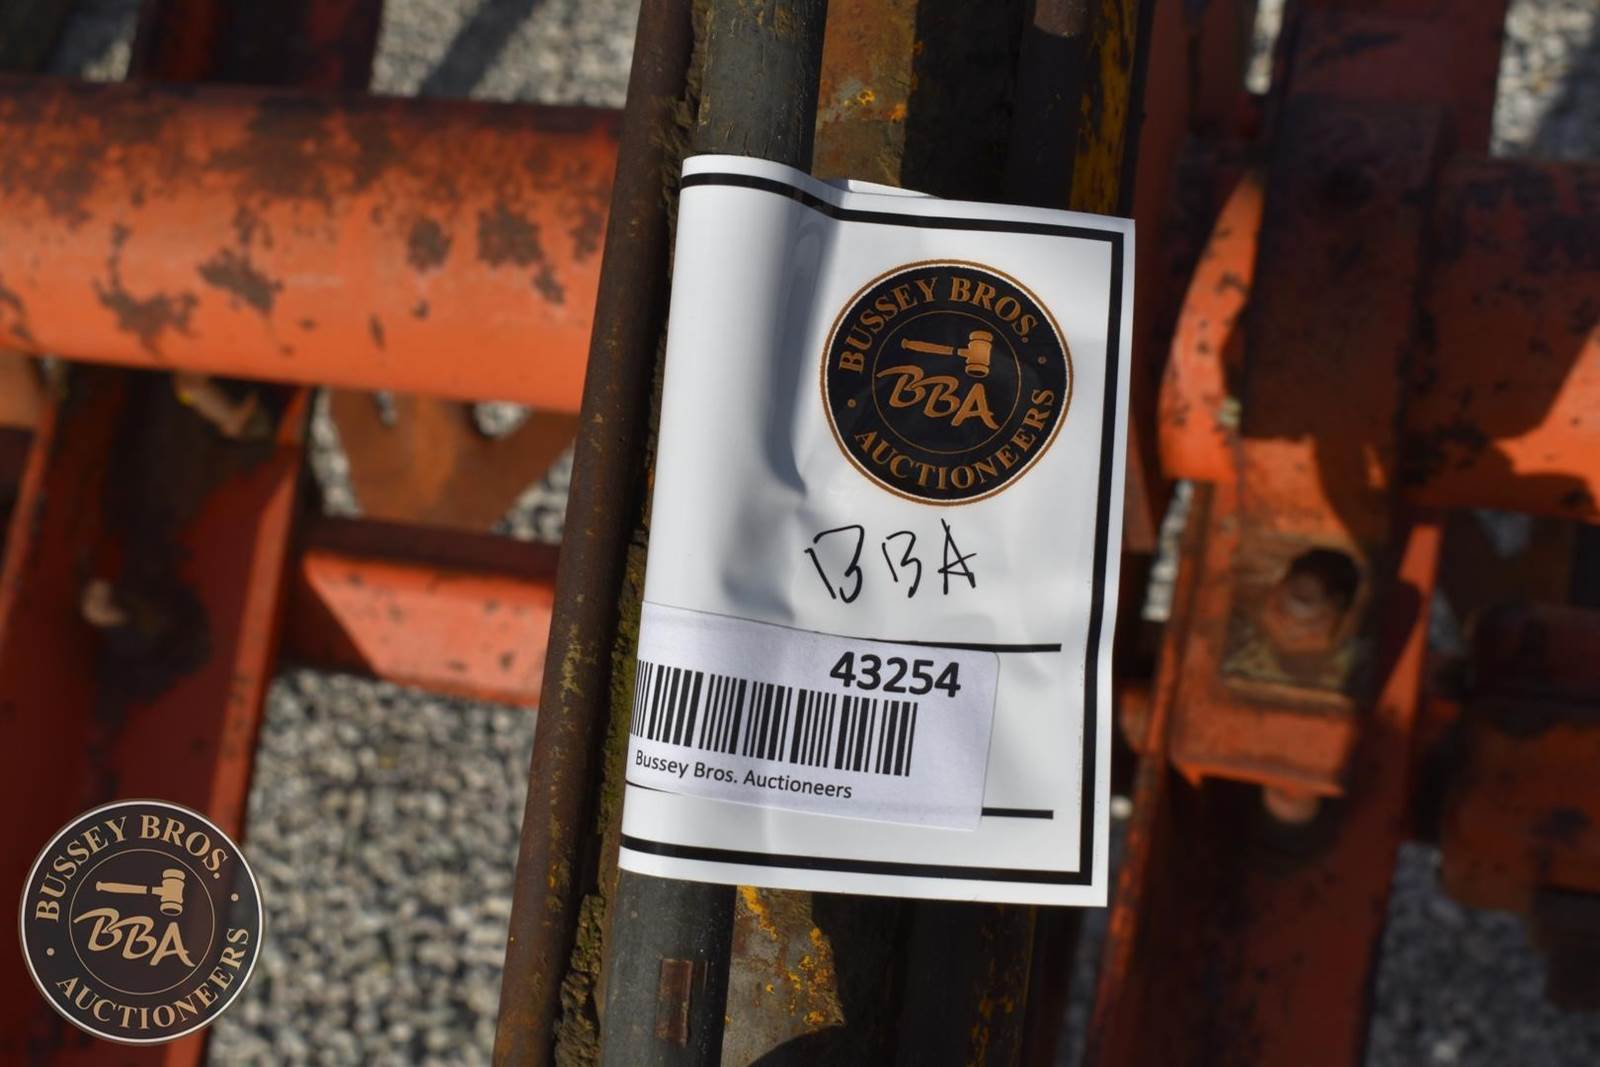 BUSSEY BROS.
BBA
AUCTIONEERS
BBA
43254
Bussey Bros. Auctioneers
BUSSEY BROS.
BBA
AUCTIONEERS